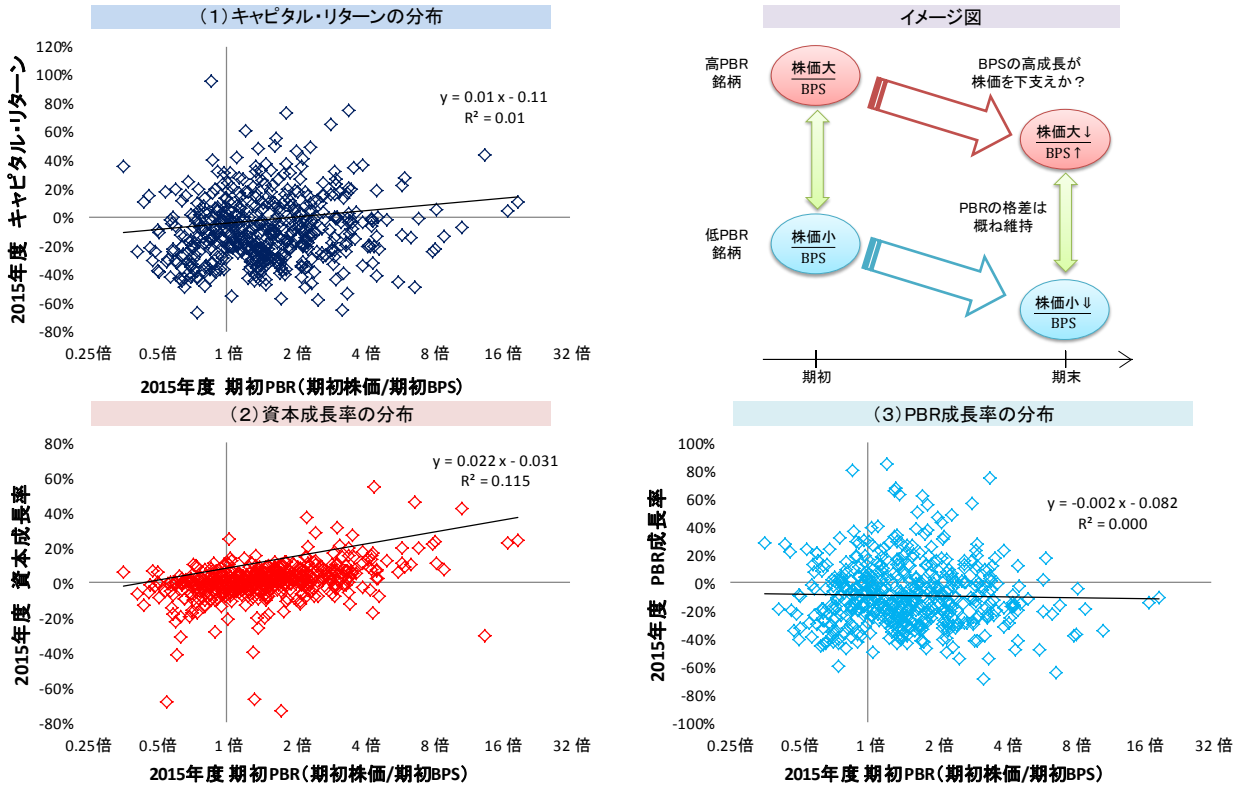 (1)キャピタル・リターンの分布
120%
100%
80%
60%
40%
20%
0%
-20%
-40%
-60%
-80%
2015年度 キャピタル・リターン
y = 0.01 x - 0.11
R² = 0.01
0.25倍 0.5倍 1 倍 2 倍 4 倍 8 倍 16 倍 32 倍
2015年度 期初PBR(期初株価/期初BPS)
イメージ図
高PBR
銘柄
株価大
BPS
BPSの高成長が
株価を下支えか?
株価大↓
BPS↑
低PBR
銘柄
株価小
BPS
PBRの格差は
概ね維持
株価小⇓
BPS
期初
期末
(2)資本成長率の分布
80%
60%
40%
20%
0%
-20%
-40%
-60%
-80%
2015年度 資本成長率
y = 0.022 x - 0.031
R² = 0.115
0.25倍 0.5倍 1 倍 2 倍 4 倍 8 倍 16 倍 32 倍
2015年度 期初PBR(期初株価/期初BPS)
(3)PBR成長率の分布
100%
80%
60%
40%
20%
0%
-20%
-40%
-60%
-80%
-100%
2015年度 PBR成長率
y = -0.002 x - 0.082
R² = 0.000
0.25倍 0.5倍 1 倍 2 倍 4 倍 8 倍 16 倍 32 倍
2015年度 期初PBR(期初株価/期初BPS)